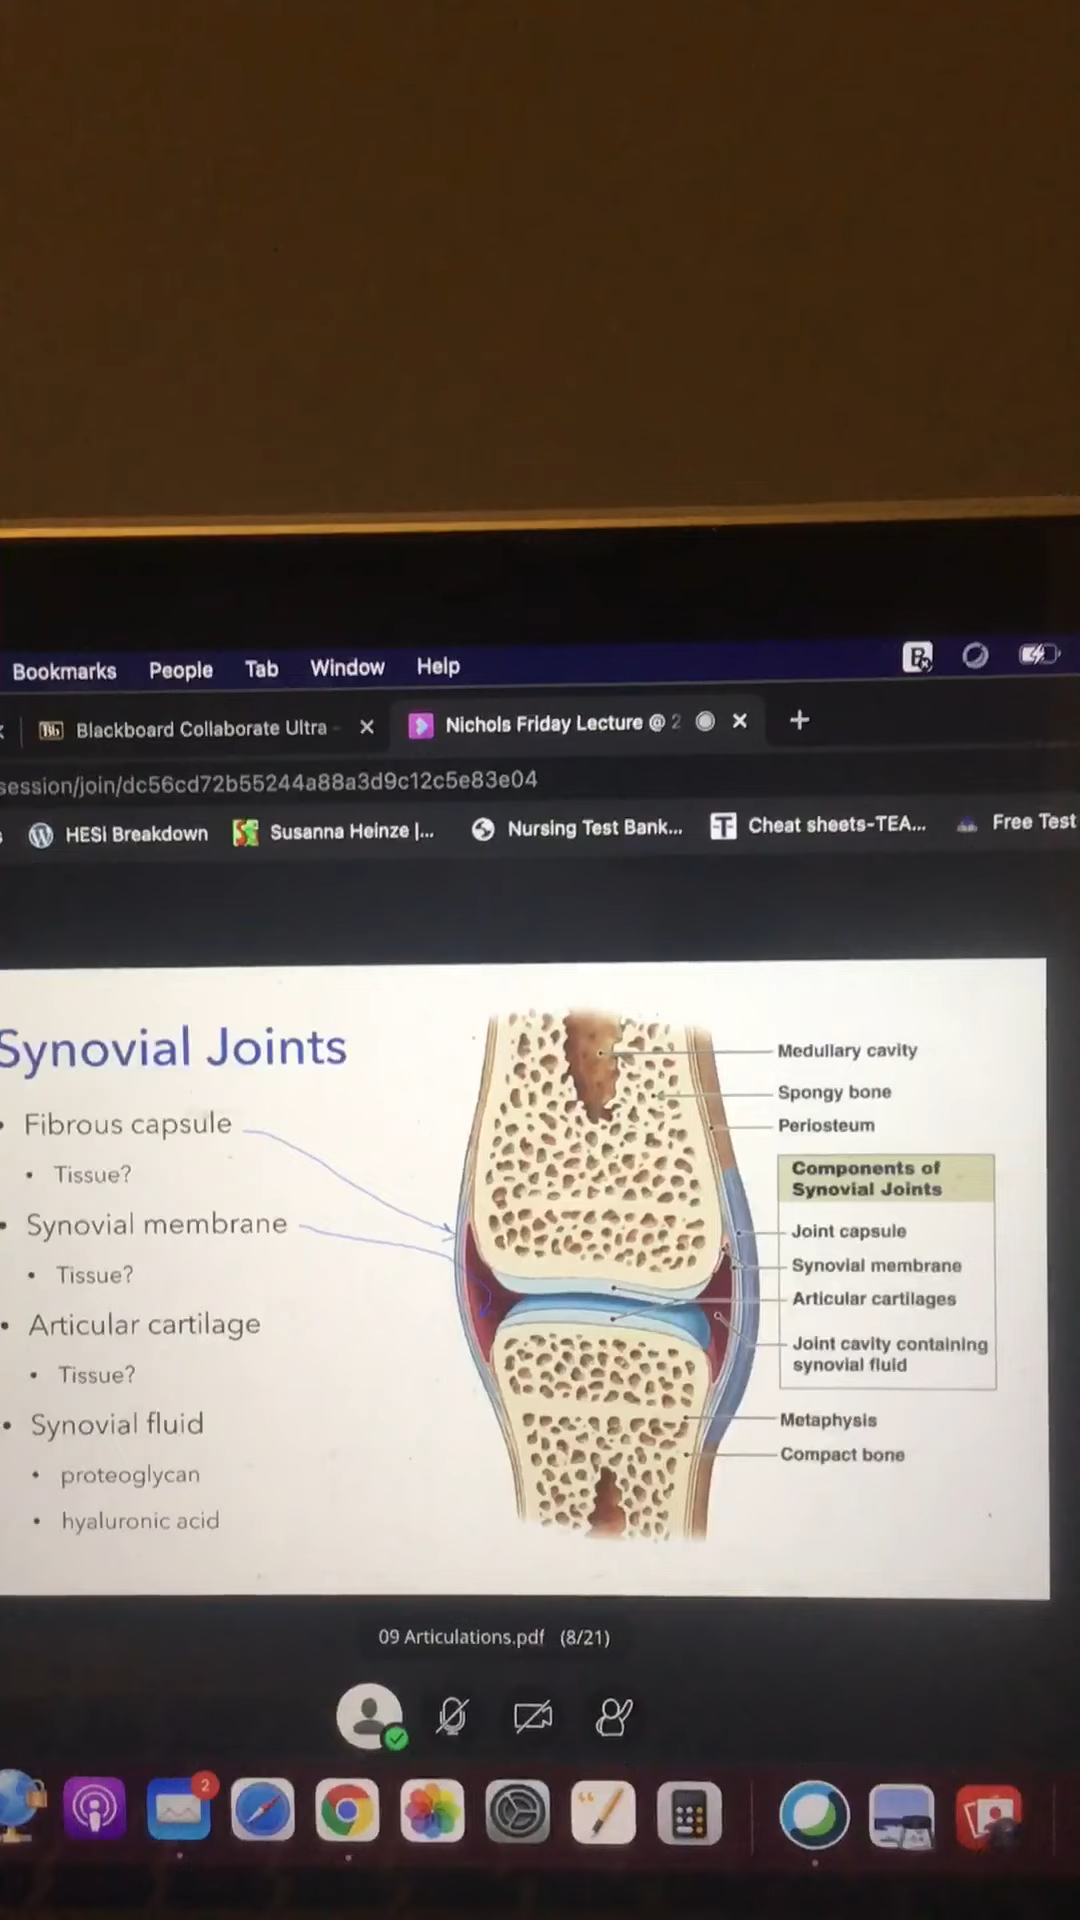 Bookmarks People Tab Window Help
Blackboard Collaborate Ultra
Nichols Friday Lecture @ 2
session/join/dc56cd72b55244a88a3d9c12c5e83e04
HESi Breakdown Susanna Heinze |... Nursing Test Bank... Cheat sheets-TEA... Free Test
Synovial Joints
• Fibrous capsule
• Tissue?
• Synovial membrane
• Tissue?
• Articular cartilage
• Tissue?
• Synovial fluid
• proteoglycan
• hyaluronic acid
Medullary cavity
Spongy bone
Periosteum
Components of
Synovial Joints
Joint capsule
Synovial membrane
Articular cartilages
Joint cavity containing
synovial fluid
Metaphysis
Compact bone
09 Articulations.pdf (8/21)
2